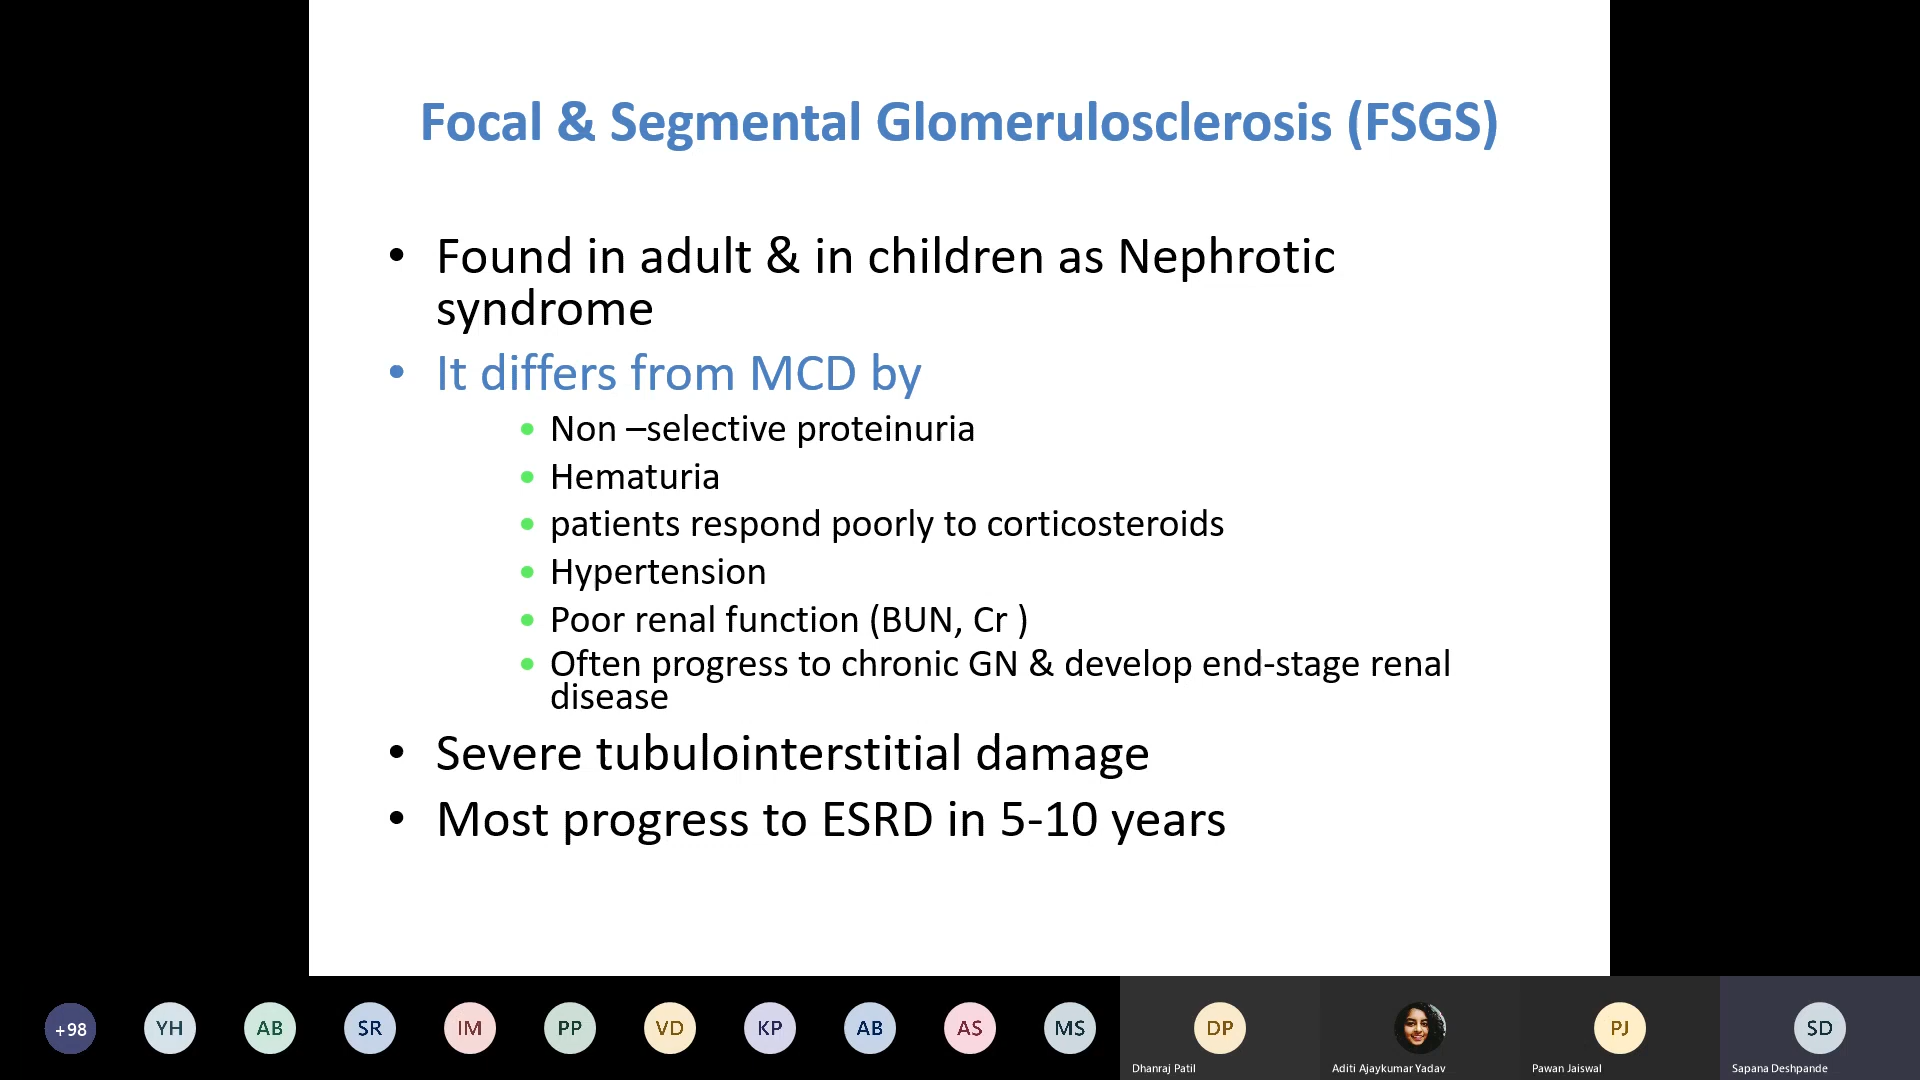 Focal & Segmental Glomerulosclerosis (FSGS)
• Found in adult & in children as Nephrotic
syndrome
• It differs from MCD by
• Non –selective proteinuria
• Hematuria
• patients respond poorly to corticosteroids
• Hypertension
• Poor renal function (BUN, Cr )
• Often progress to chronic GN & develop end-stage renal
disease
• Severe tubulointerstitial damage
• Most progress to ESRD in 5-10 years
+98 YH AB SR IM PP VD KP AB AS MS DP PJ SD
Dhanraj Patil Aditi Ajaykumar Yadav Pawan Jaiswal Sapana Deshpande